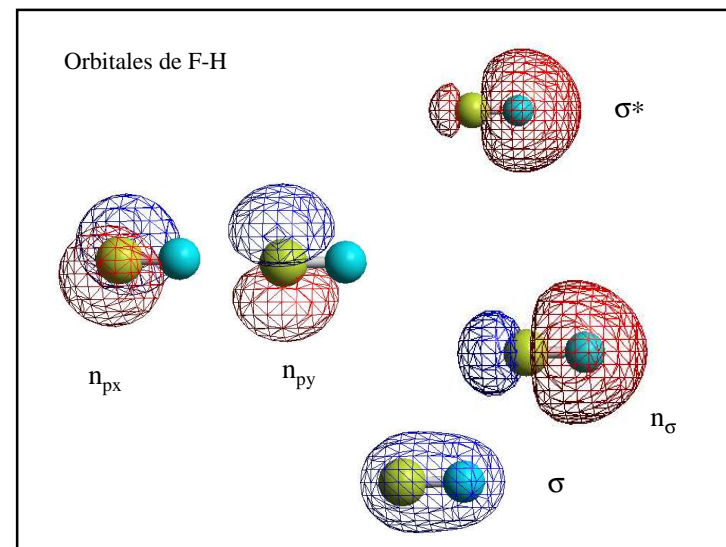 Orbitales de F-H
σ*
n_px
n_py
n_σ
σ